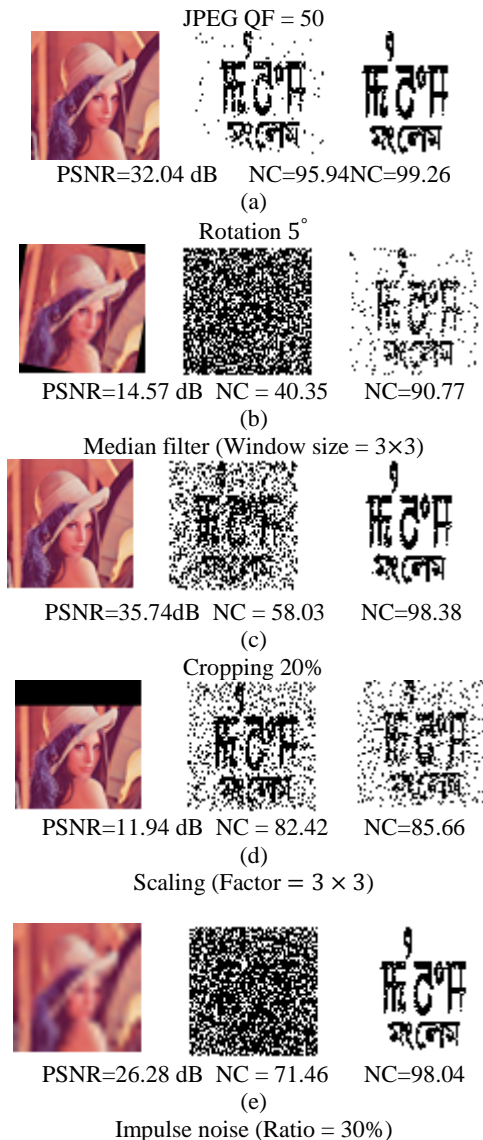 JPEG QF = 50
মংলেম
মংলেম
PSNR=32.04 dB NC=95.94NC=99.26
(a)
Rotation 5°
মংলেম
PSNR=14.57 dB NC = 40.35 NC=90.77
(b)
Median filter (Window size = 3×3)
মংলেম
মংলেম
PSNR=35.74dB NC = 58.03 NC=98.38
(c)
Cropping 20%
মংলেম
মংলেম
PSNR=11.94 dB NC = 82.42 NC=85.66
(d)
Scaling (Factor = 3 × 3)
মংলেম
PSNR=26.28 dB NC = 71.46 NC=98.04
(e)
Impulse noise (Ratio = 30%)